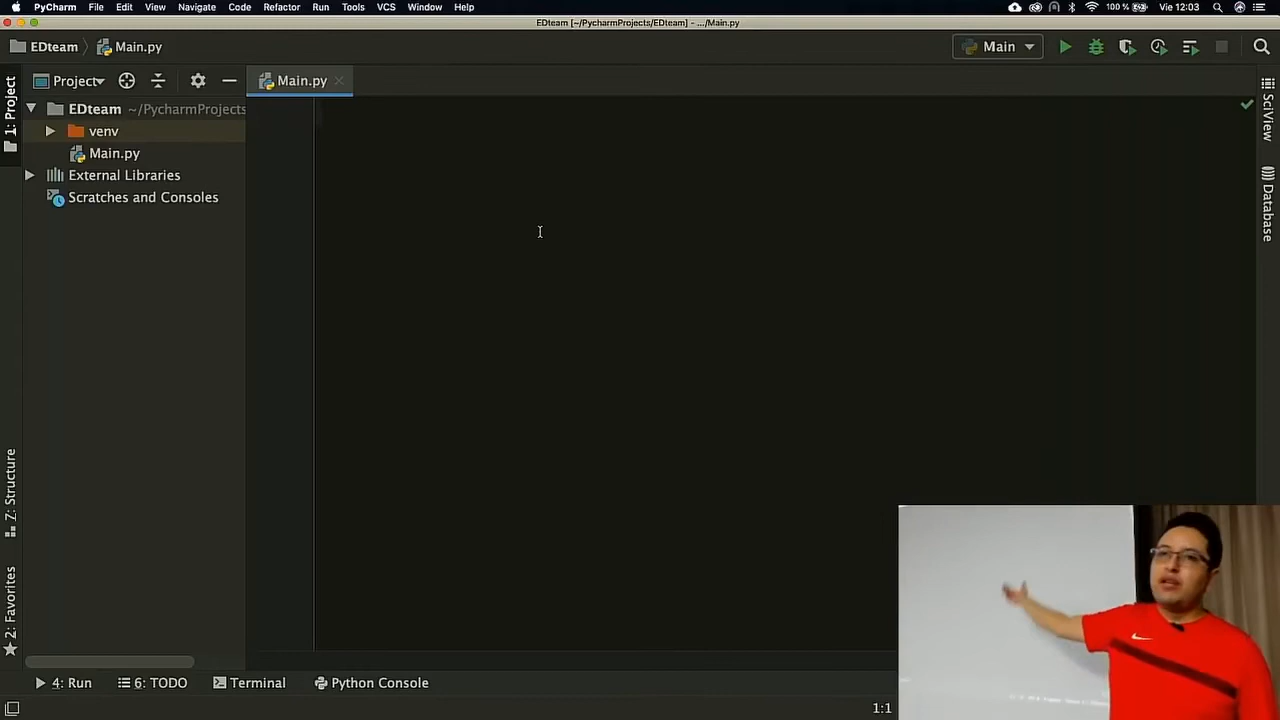 PyCharm File Edit View Navigate Code Refactor Run Tools VCS Window Help 100 % Vie 12:03
EDteam [~/PycharmProjects/EDteam] - .../Main.py
EDteam Main.py Main
1: Project
Project
Main.py
EDteam ~/PycharmProjects
venv
Main.py
External Libraries
Scratches and Consoles
SciView
Database
7: Structure
2: Favorites
4: Run 6: TODO Terminal Python Console
1:1